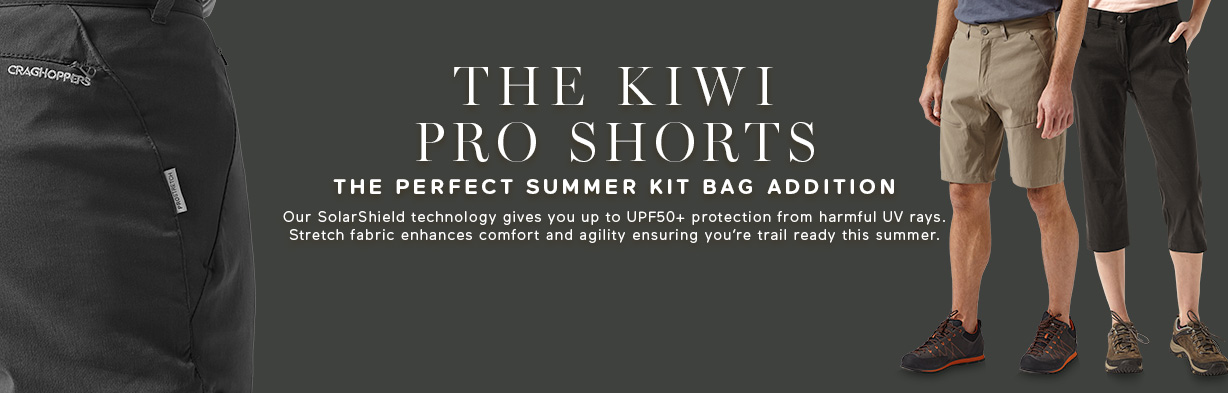 CRAGHOPPERS
PROSTRETCH
THE KIWI
PRO SHORTS
THE PERFECT SUMMER KIT BAG ADDITION
Our SolarShield technology gives you up to UPF50+ protection from harmful UV rays.
Stretch fabric enhances comfort and agility ensuring you’re trail ready this summer.